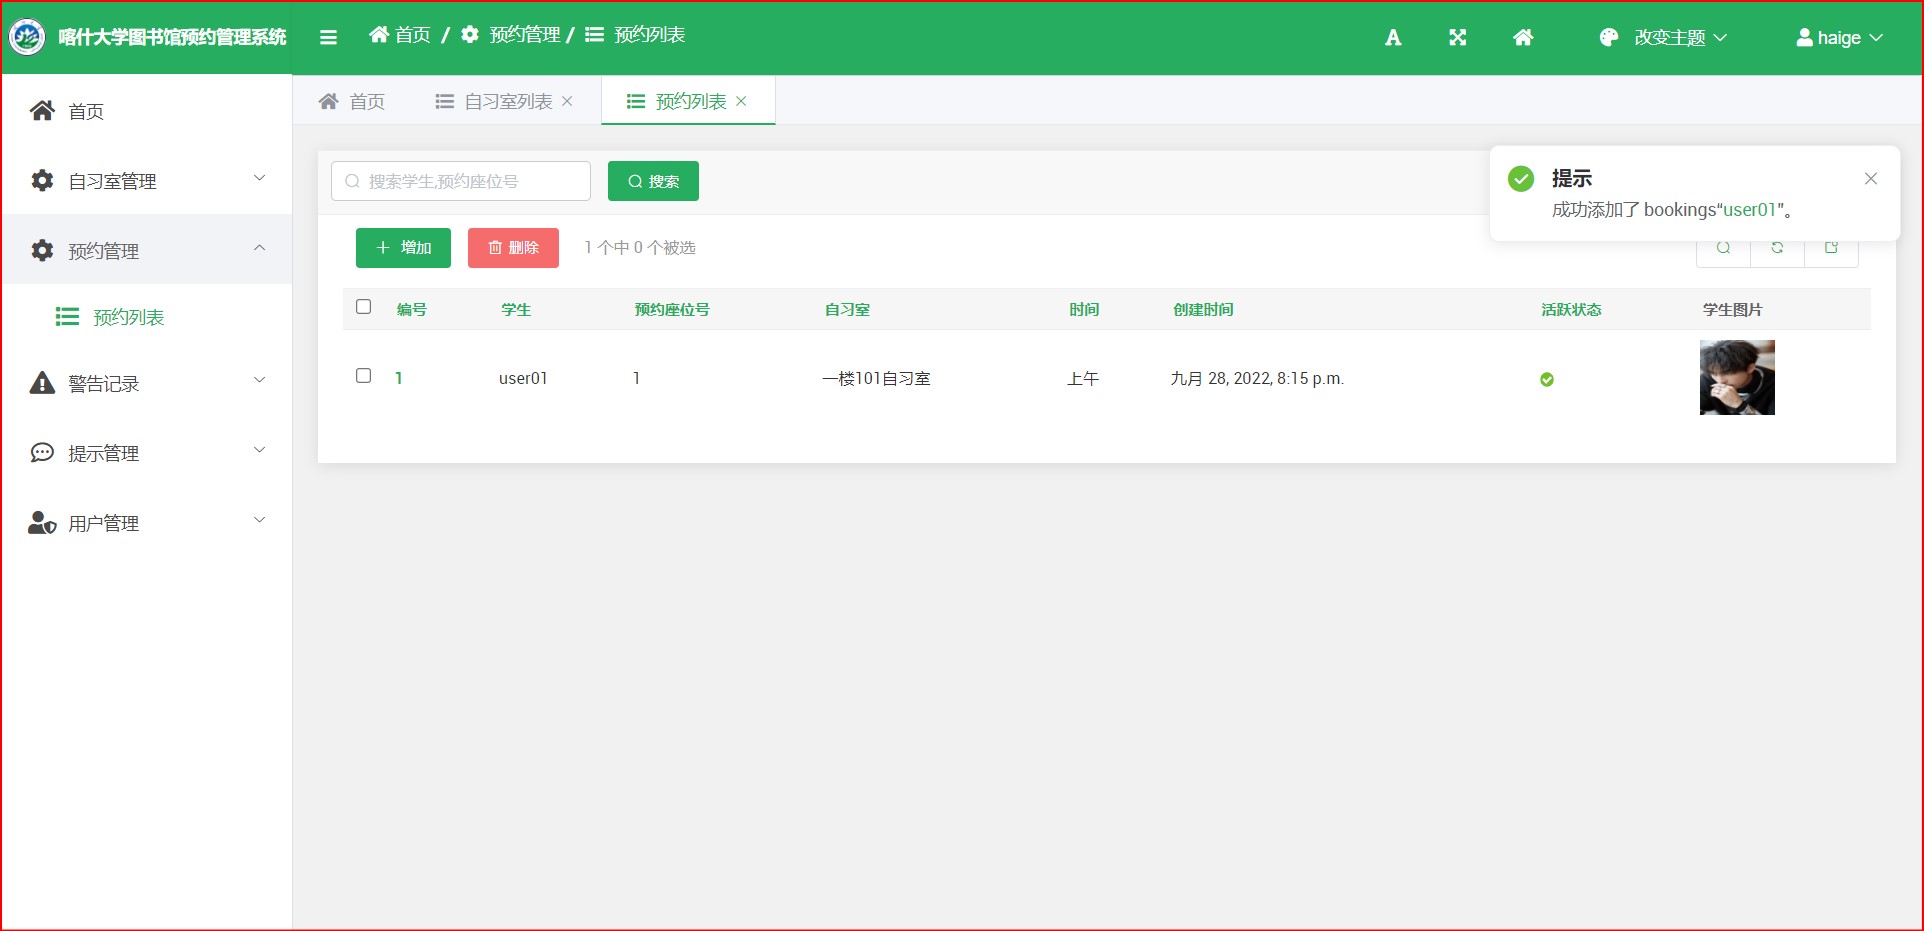 喀什大学图书馆预约管理系统
首页 / 预约管理 / 预约列表
A
改变主题
haige
首页
自习室管理
预约管理
预约列表
警告记录
提示管理
用户管理
首页
自习室列表
预约列表
搜索学生,预约座位号
搜索
提示
成功添加了 bookings“user01”。
增加
删除
1 个中 0 个被选
编号 学生 预约座位号 自习室 时间 创建时间 活跃状态 学生图片
1 user01 1 一楼101自习室 上午 九月 28, 2022, 8:15 p.m.